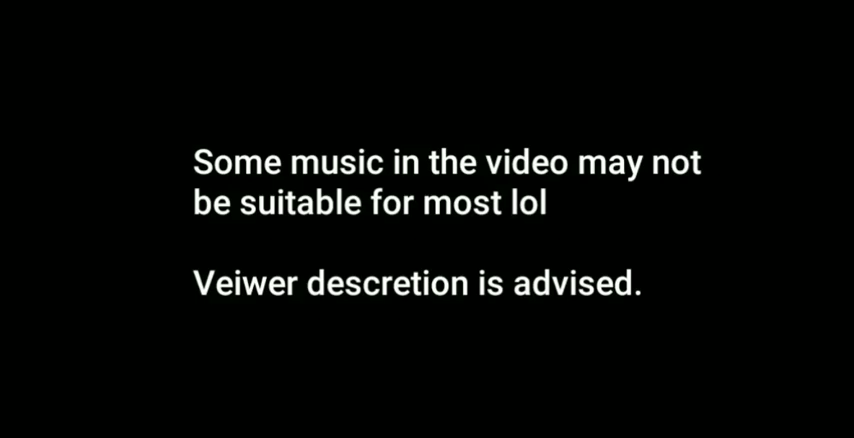 Some music in the video may not
be suitable for most lol
Veiwer descretion is advised.